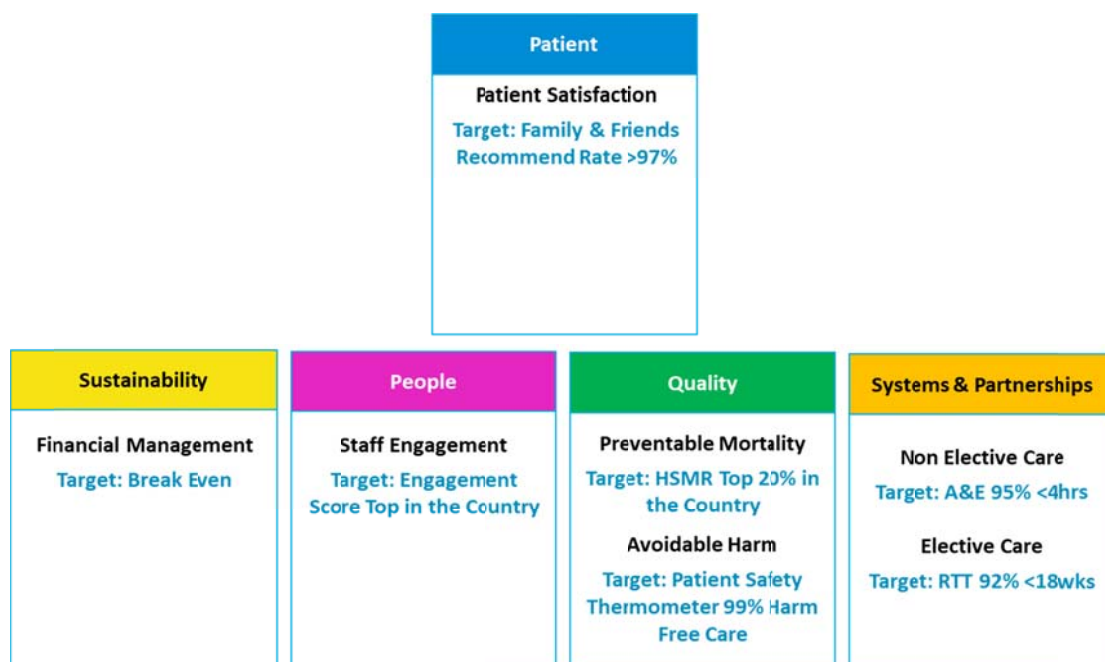 Patient
Patient Satisfaction
Target: Family & Friends
Recommend Rate >97%
Sustainability
Financial Management
Target: Break Even
People
Staff Engagement
Target: Engagement
Score Top in the Country
Quality
Preventable Mortality
Target: HSMR Top 20% in
the Country
Avoidable Harm
Target: Patient Safety
Thermometer 99% Harm
Free Care
Systems & Partnerships
Non Elective Care
Target: A&E 95% <4hrs
Elective Care
Target: RTT 92% <18wks